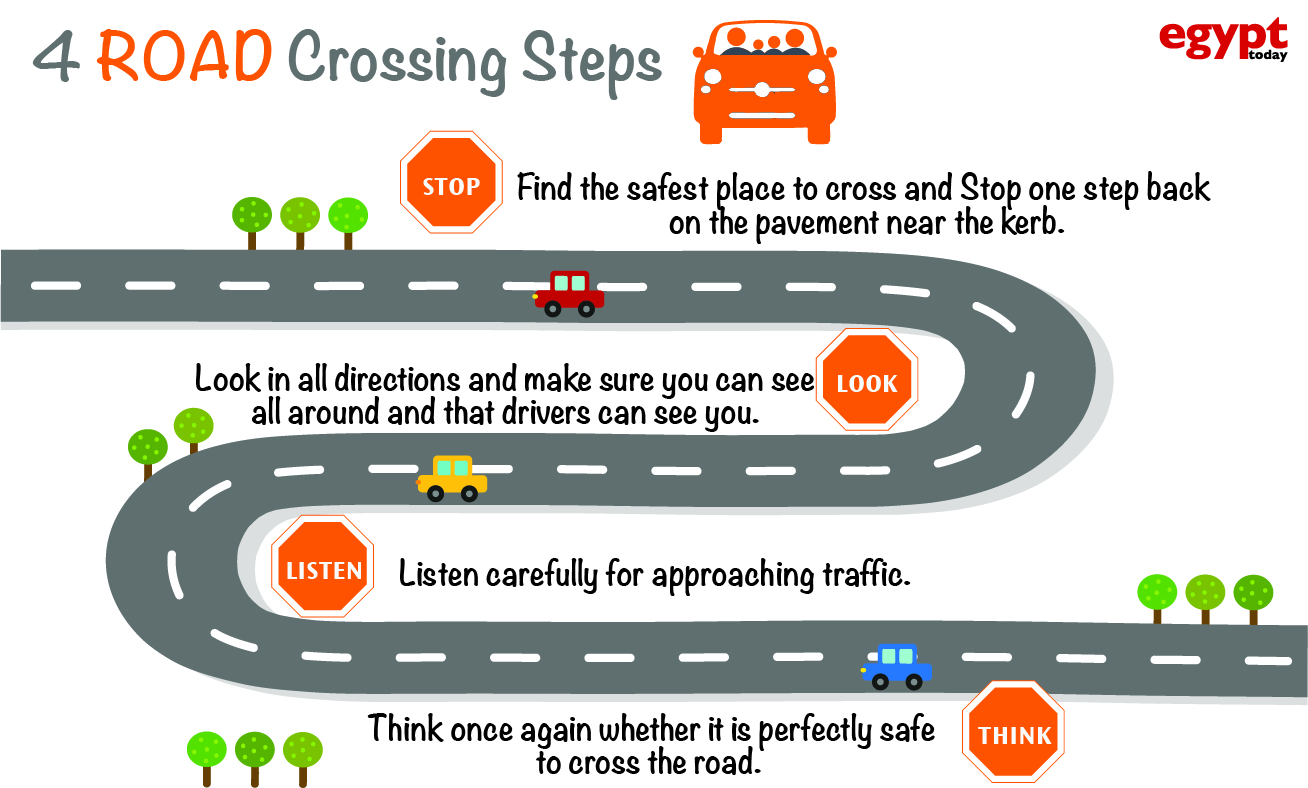 4 ROAD Crossing Steps
egypt
today
STOP
Find the safest place to cross and Stop one step back
on the pavement near the kerb.
Look in all directions and make sure you can see
all around and that drivers can see you.
LOOK
LISTEN
Listen carefully for approaching traffic.
Think once again whether it is perfectly safe
to cross the road.
THINK